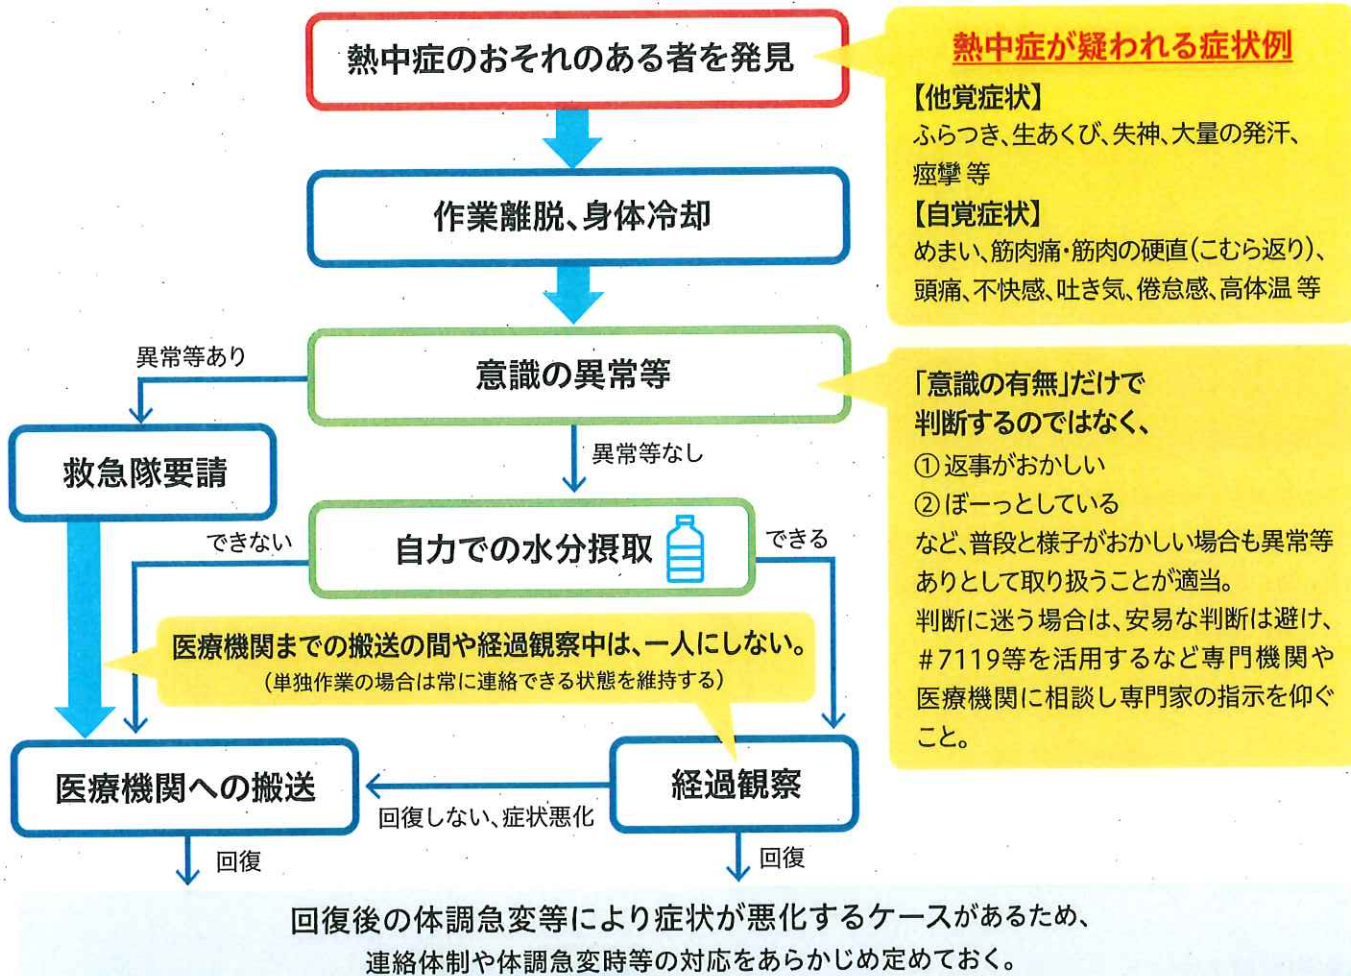 熱中症のおそれのある者を発見
熱中症が疑われる症状例
【他覚症状】
ふらつき、生あくび、失神、大量の発汗、
痙攣 等
【自覚症状】
めまい、筋肉痛・筋肉の硬直(こむら返り)、
頭痛、不快感、吐き気、倦怠感、高体温 等
作業離脱、身体冷却
意識の異常等
異常等あり
異常等なし
「意識の有無」だけで
判断するのではなく、
① 返事がおかしい
② ぼーっとしている
など、普段と様子がおかしい場合も異常等
ありとして取り扱うことが適当。
判断に迷う場合は、安易な判断は避け、
#7119等を活用するなど専門機関や
医療機関に相談し専門家の指示を仰ぐ
こと。
救急隊要請
自力での水分摂取
できない
できる
医療機関までの搬送の間や経過観察中は、一人にしない。
(単独作業の場合は常に連絡できる状態を維持する)
医療機関への搬送
経過観察
回復しない、症状悪化
回復
回復
回復後の体調急変等により症状が悪化するケースがあるため、
連絡体制や体調急変時等の対応をあらかじめ定めておく。